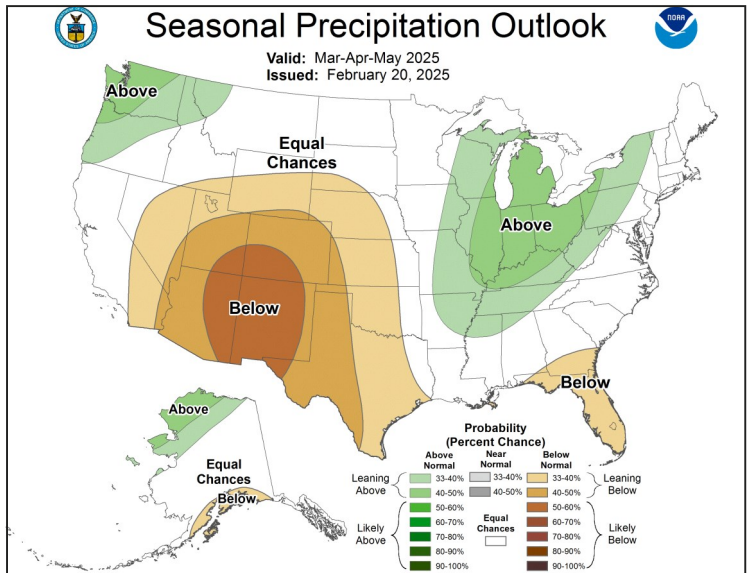 Seasonal Precipitation Outlook
NOAA
Valid: Mar-Apr-May 2025
Issued: February 20, 2025
Above
Equal
Chances
Above
Below
Below
Above
Equal
Chances
Below
Probability
(Percent Chance)
Above
Normal
Near
Normal
Below
Normal
Leaning
Above
33-40%
40-50%
50-60%
60-70%
70-80%
80-90%
90-100%
Likely
Above
33-40%
40-50%
Equal
Chances
33-40%
40-50%
50-60%
60-70%
70-80%
80-90%
90-100%
Leaning
Below
Likely
Below